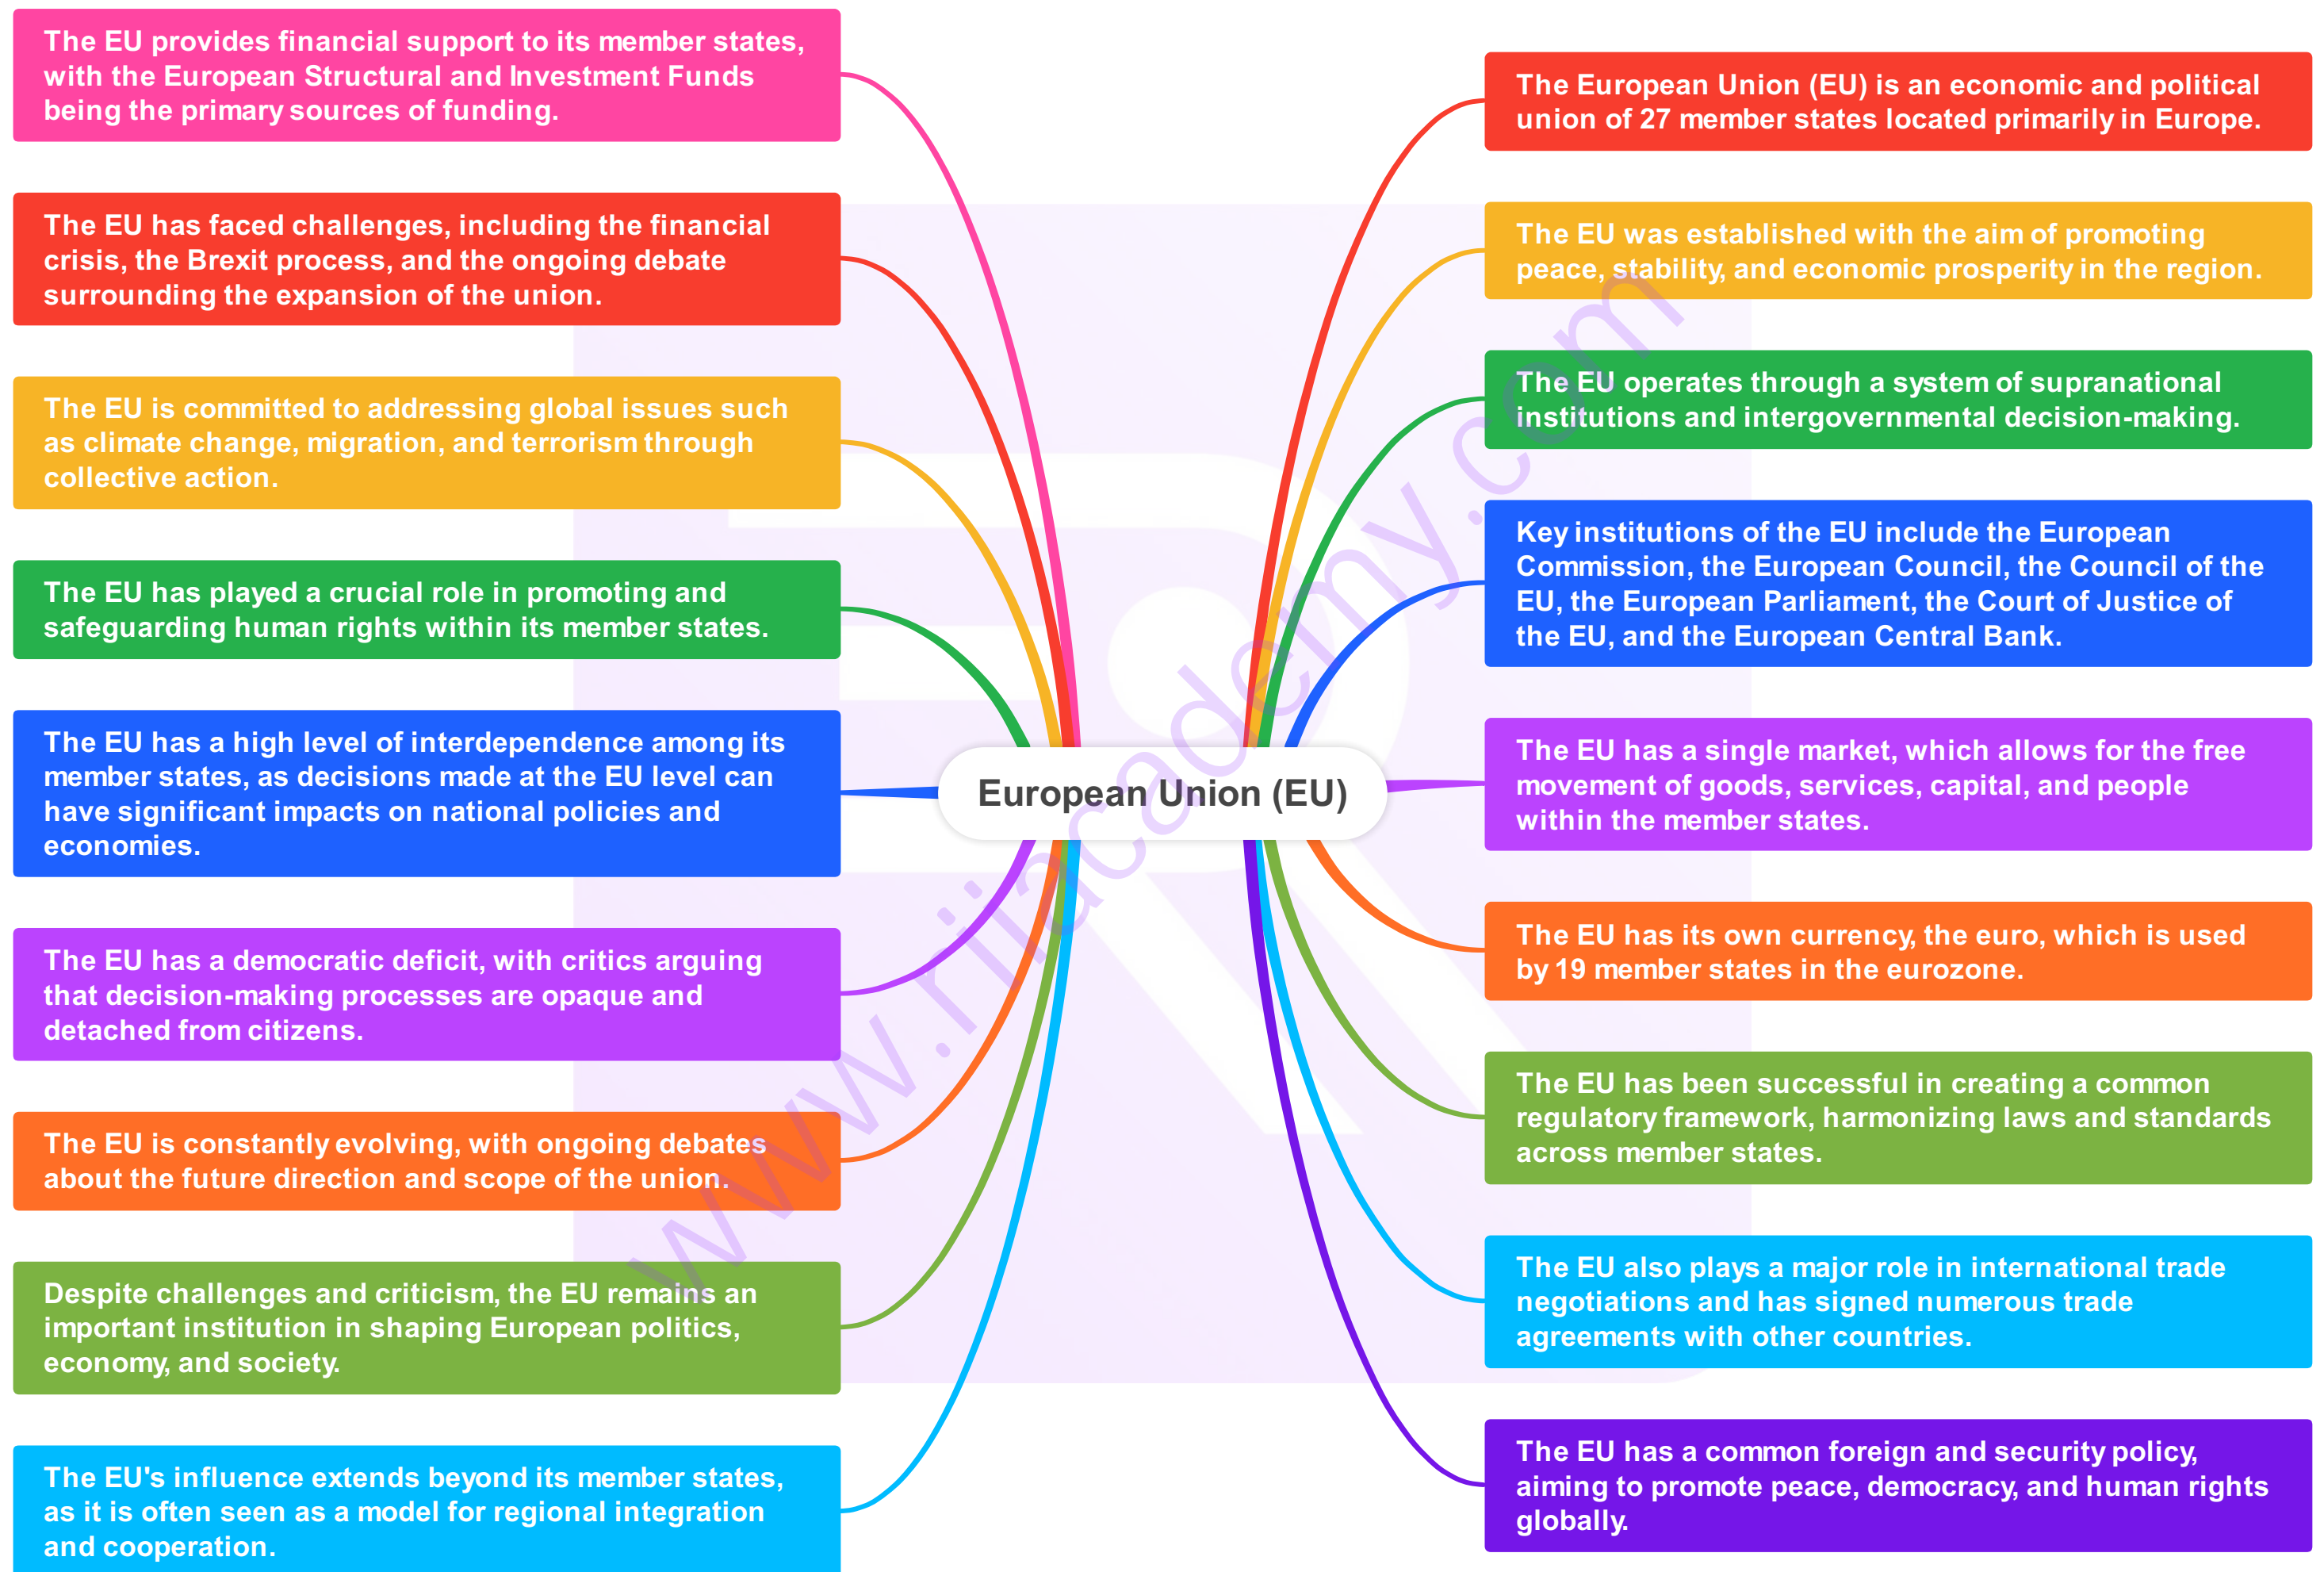 The EU provides financial support to its member states,
with the European Structural and Investment Funds
being the primary sources of funding.
The EU has faced challenges, including the financial
crisis, the Brexit process, and the ongoing debate
surrounding the expansion of the union.
The EU is committed to addressing global issues such
as climate change, migration, and terrorism through
collective action.
The EU has played a crucial role in promoting and
safeguarding human rights within its member states.
The EU has a high level of interdependence among its
member states, as decisions made at the EU level can
have significant impacts on national policies and
economies.
The EU has a democratic deficit, with critics arguing
that decision-making processes are opaque and
detached from citizens.
The EU is constantly evolving, with ongoing debates
about the future direction and scope of the union.
Despite challenges and criticism, the EU remains an
important institution in shaping European politics,
economy, and society.
The EU's influence extends beyond its member states,
as it is often seen as a model for regional integration
and cooperation.
European Union (EU)
www.rijacademy.com
The European Union (EU) is an economic and political
union of 27 member states located primarily in Europe.
The EU was established with the aim of promoting
peace, stability, and economic prosperity in the region.
The EU operates through a system of supranational
institutions and intergovernmental decision-making.
Key institutions of the EU include the European
Commission, the European Council, the Council of the
EU, the European Parliament, the Court of Justice of
the EU, and the European Central Bank.
The EU has a single market, which allows for the free
movement of goods, services, capital, and people
within the member states.
The EU has its own currency, the euro, which is used
by 19 member states in the eurozone.
The EU has been successful in creating a common
regulatory framework, harmonizing laws and standards
across member states.
The EU also plays a major role in international trade
negotiations and has signed numerous trade
agreements with other countries.
The EU has a common foreign and security policy,
aiming to promote peace, democracy, and human rights
globally.